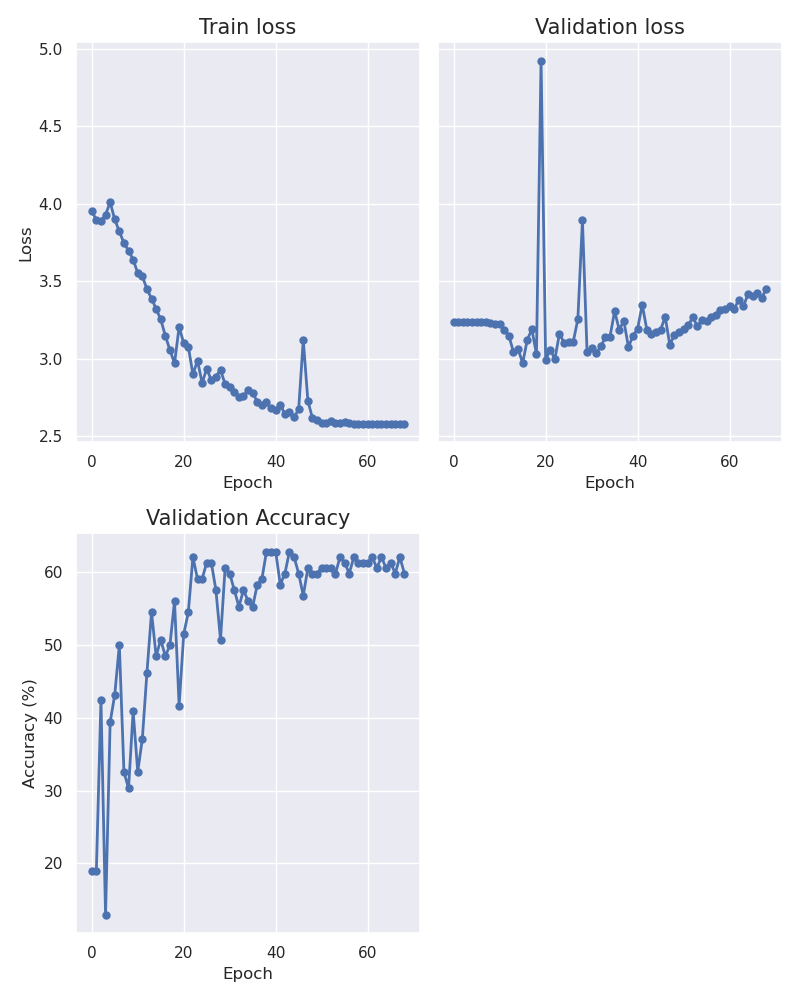 Train loss
Validation loss
5.0
4.5
4.0
3.5
3.0
2.5
Loss
0 20 40 60
0 20 40 60
Epoch
Epoch
Validation Accuracy
60
50
40
30
20
Accuracy (%)
0 20 40 60
Epoch